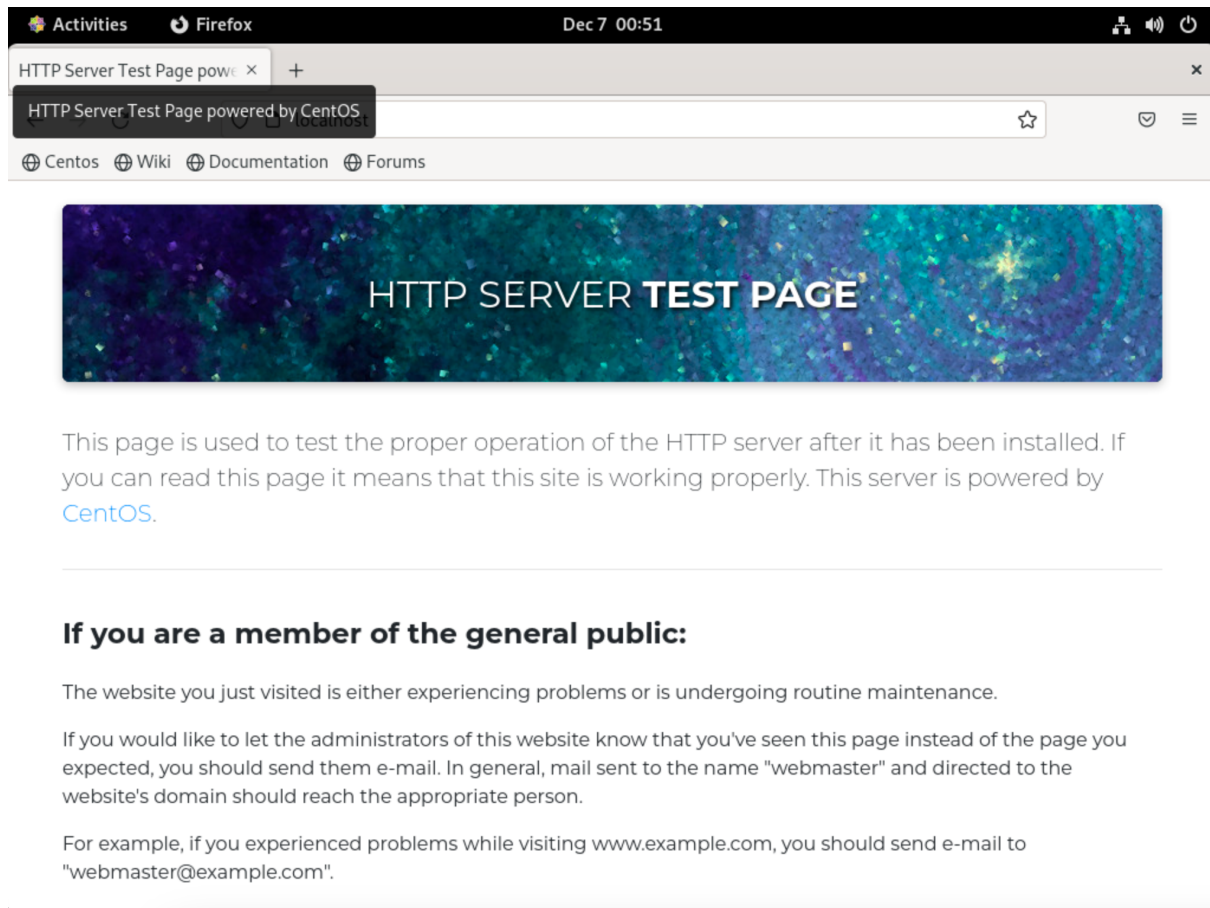 Activities Firefox Dec 7 00:51
HTTP Server Test Page pow
HTTP Server Test Page powered by CentOS
localhost
Centos Wiki Documentation Forums
HTTP SERVER TEST PAGE
This page is used to test the proper operation of the HTTP server after it has been installed. If
you can read this page it means that this site is working properly. This server is powered by
CentOS.
If you are a member of the general public:
The website you just visited is either experiencing problems or is undergoing routine maintenance.
If you would like to let the administrators of this website know that you've seen this page instead of the page you
expected, you should send them e-mail. In general, mail sent to the name "webmaster" and directed to the
website's domain should reach the appropriate person.
For example, if you experienced problems while visiting www.example.com, you should send e-mail to
"webmaster@example.com".